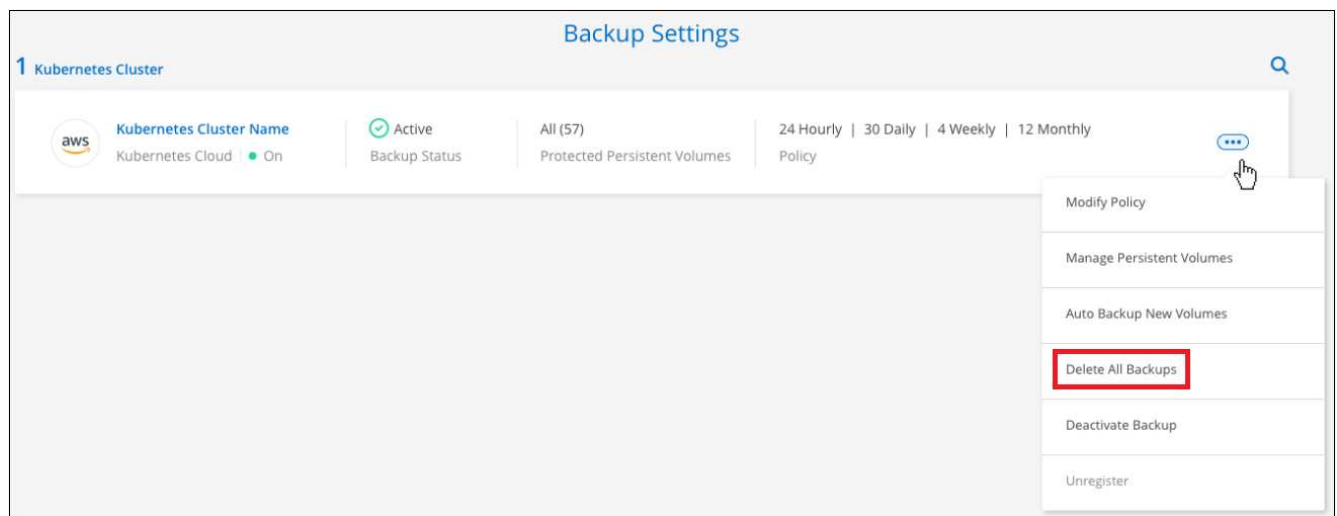 Backup Settings
1 Kubernetes Cluster
aws
Kubernetes Cluster Name
Kubernetes Cloud
On
Active
Backup Status
All (57)
Protected Persistent Volumes
24 Hourly | 30 Daily | 4 Weekly | 12 Monthly
Policy
Modify Policy
Manage Persistent Volumes
Auto Backup New Volumes
Delete All Backups
Deactivate Backup
Unregister